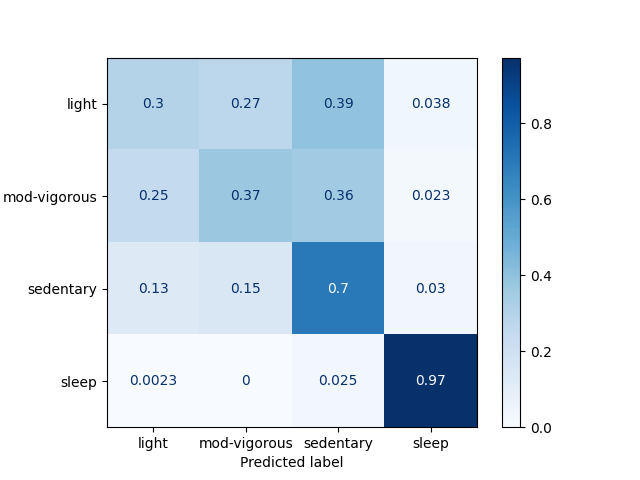 light 0.3 0.27 0.39 0.038
mod-vigorous 0.25 0.37 0.36 0.023
sedentary 0.13 0.15 0.7 0.03
sleep 0.0023 0 0.025 0.97
light mod-vigorous sedentary sleep
Predicted label
0.8
0.6
0.4
0.2
0.0